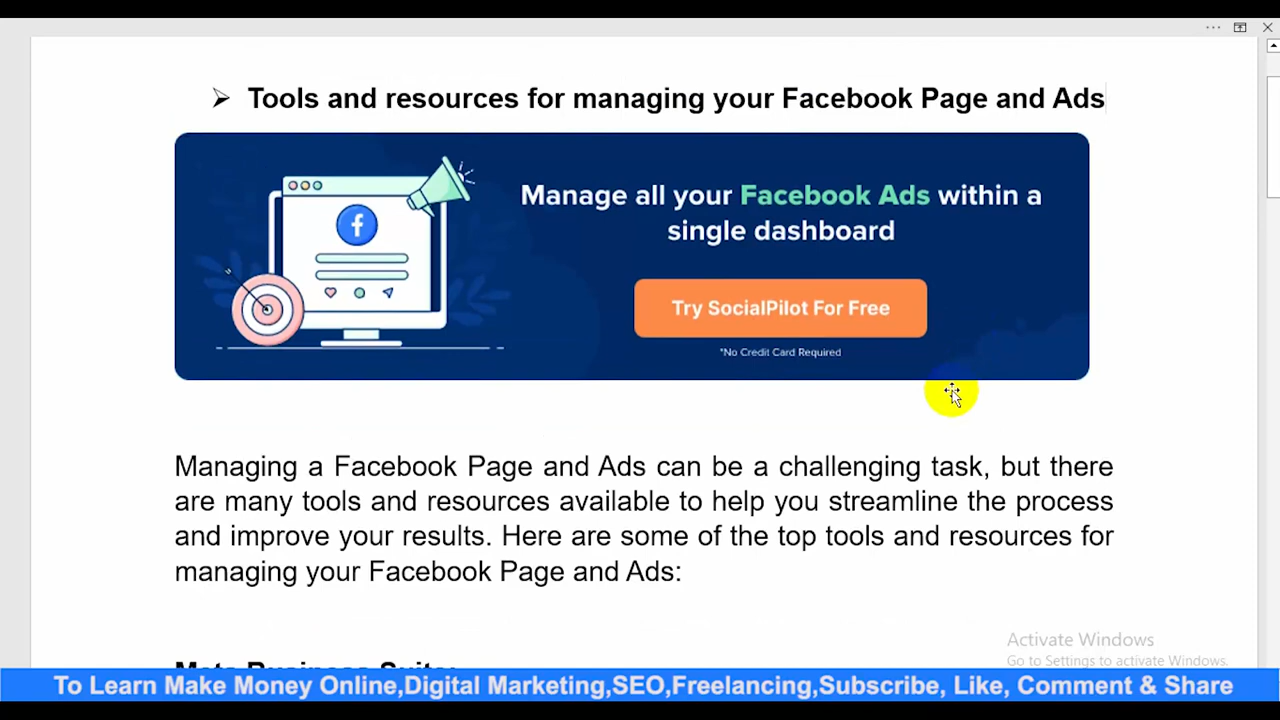 ➢ Tools and resources for managing your Facebook Page and Ads
Manage all your Facebook Ads within a
single dashboard
Try SocialPilot For Free
*No Credit Card Required
Managing a Facebook Page and Ads can be a challenging task, but there
are many tools and resources available to help you streamline the process
and improve your results. Here are some of the top tools and resources for
managing your Facebook Page and Ads:
Meta Business Suite:
Activate Windows
Go to Settings to activate Windows.
To Learn Make Money Online,Digital Marketing,SEO,Freelancing,Subscribe, Like, Comment & Share